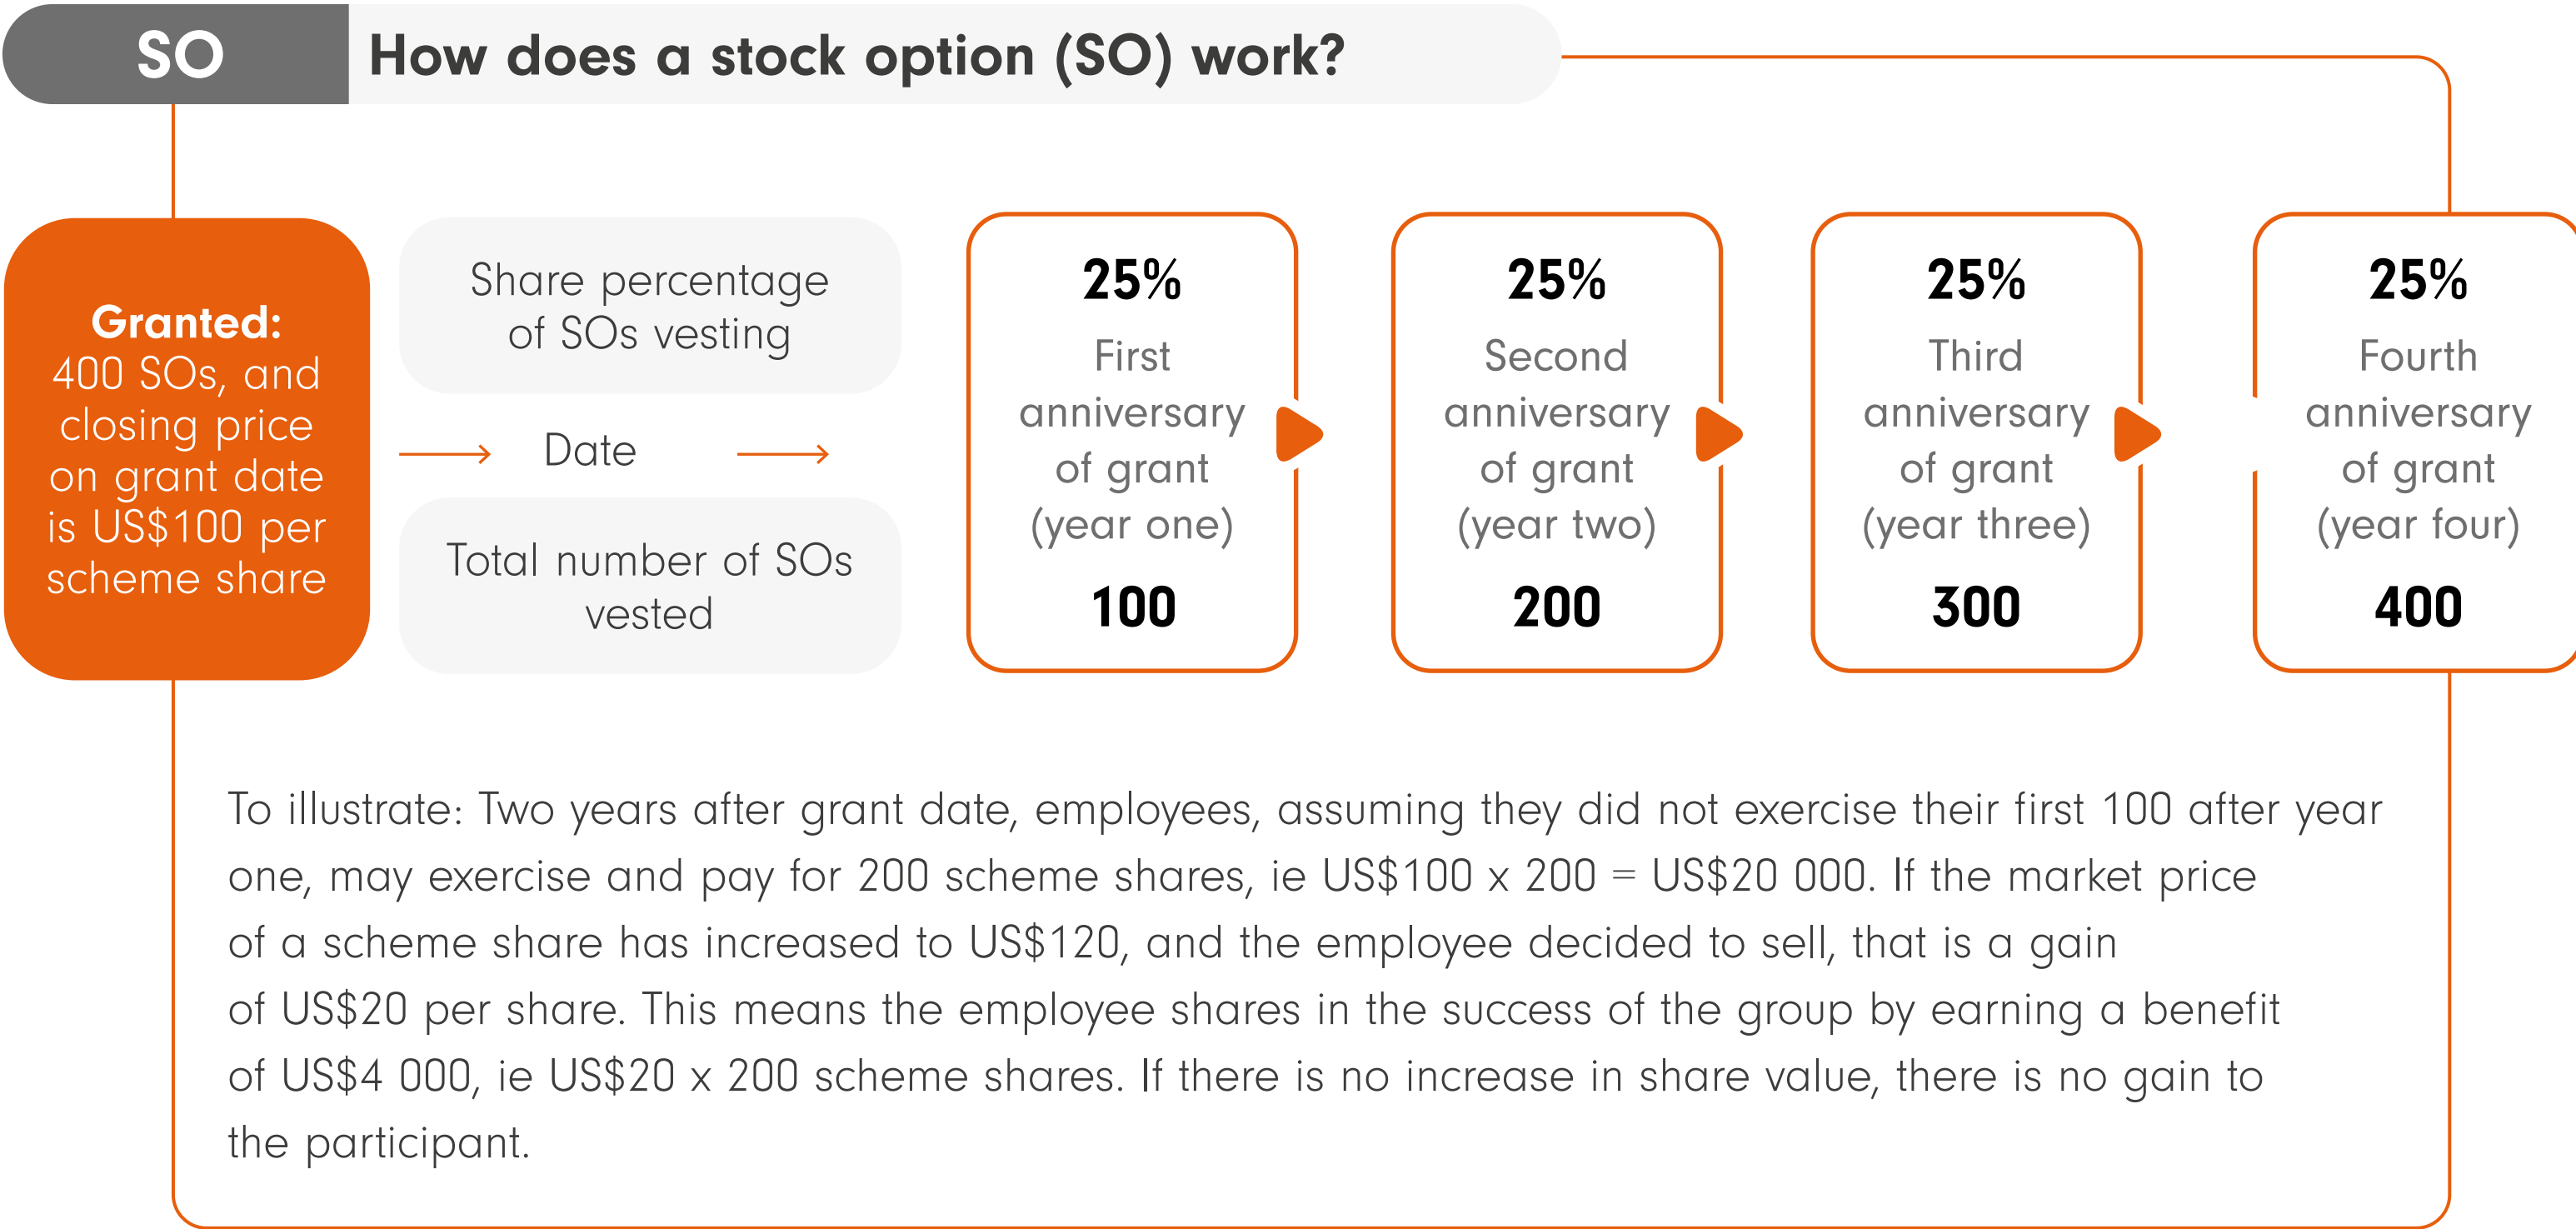 SO
How does a stock option (SO) work?
Granted:
400 SOs, and
closing price
on grant date
is US$100 per
scheme share
Share percentage
of SOs vesting
Date
Total number of SOs
vested
25%
First
anniversary
of grant
(year one)
100
25%
Second
anniversary
of grant
(year two)
200
25%
Third
anniversary
of grant
(year three)
300
25%
Fourth
anniversary
of grant
(year four)
400
To illustrate: Two years after grant date, employees, assuming they did not exercise their first 100 after year
one, may exercise and pay for 200 scheme shares, ie US$100 x 200 = US$20 000. If the market price
of a scheme share has increased to US$120, and the employee decided to sell, that is a gain
of US$20 per share. This means the employee shares in the success of the group by earning a benefit
of US$4 000, ie US$20 x 200 scheme shares. If there is no increase in share value, there is no gain to
the participant.